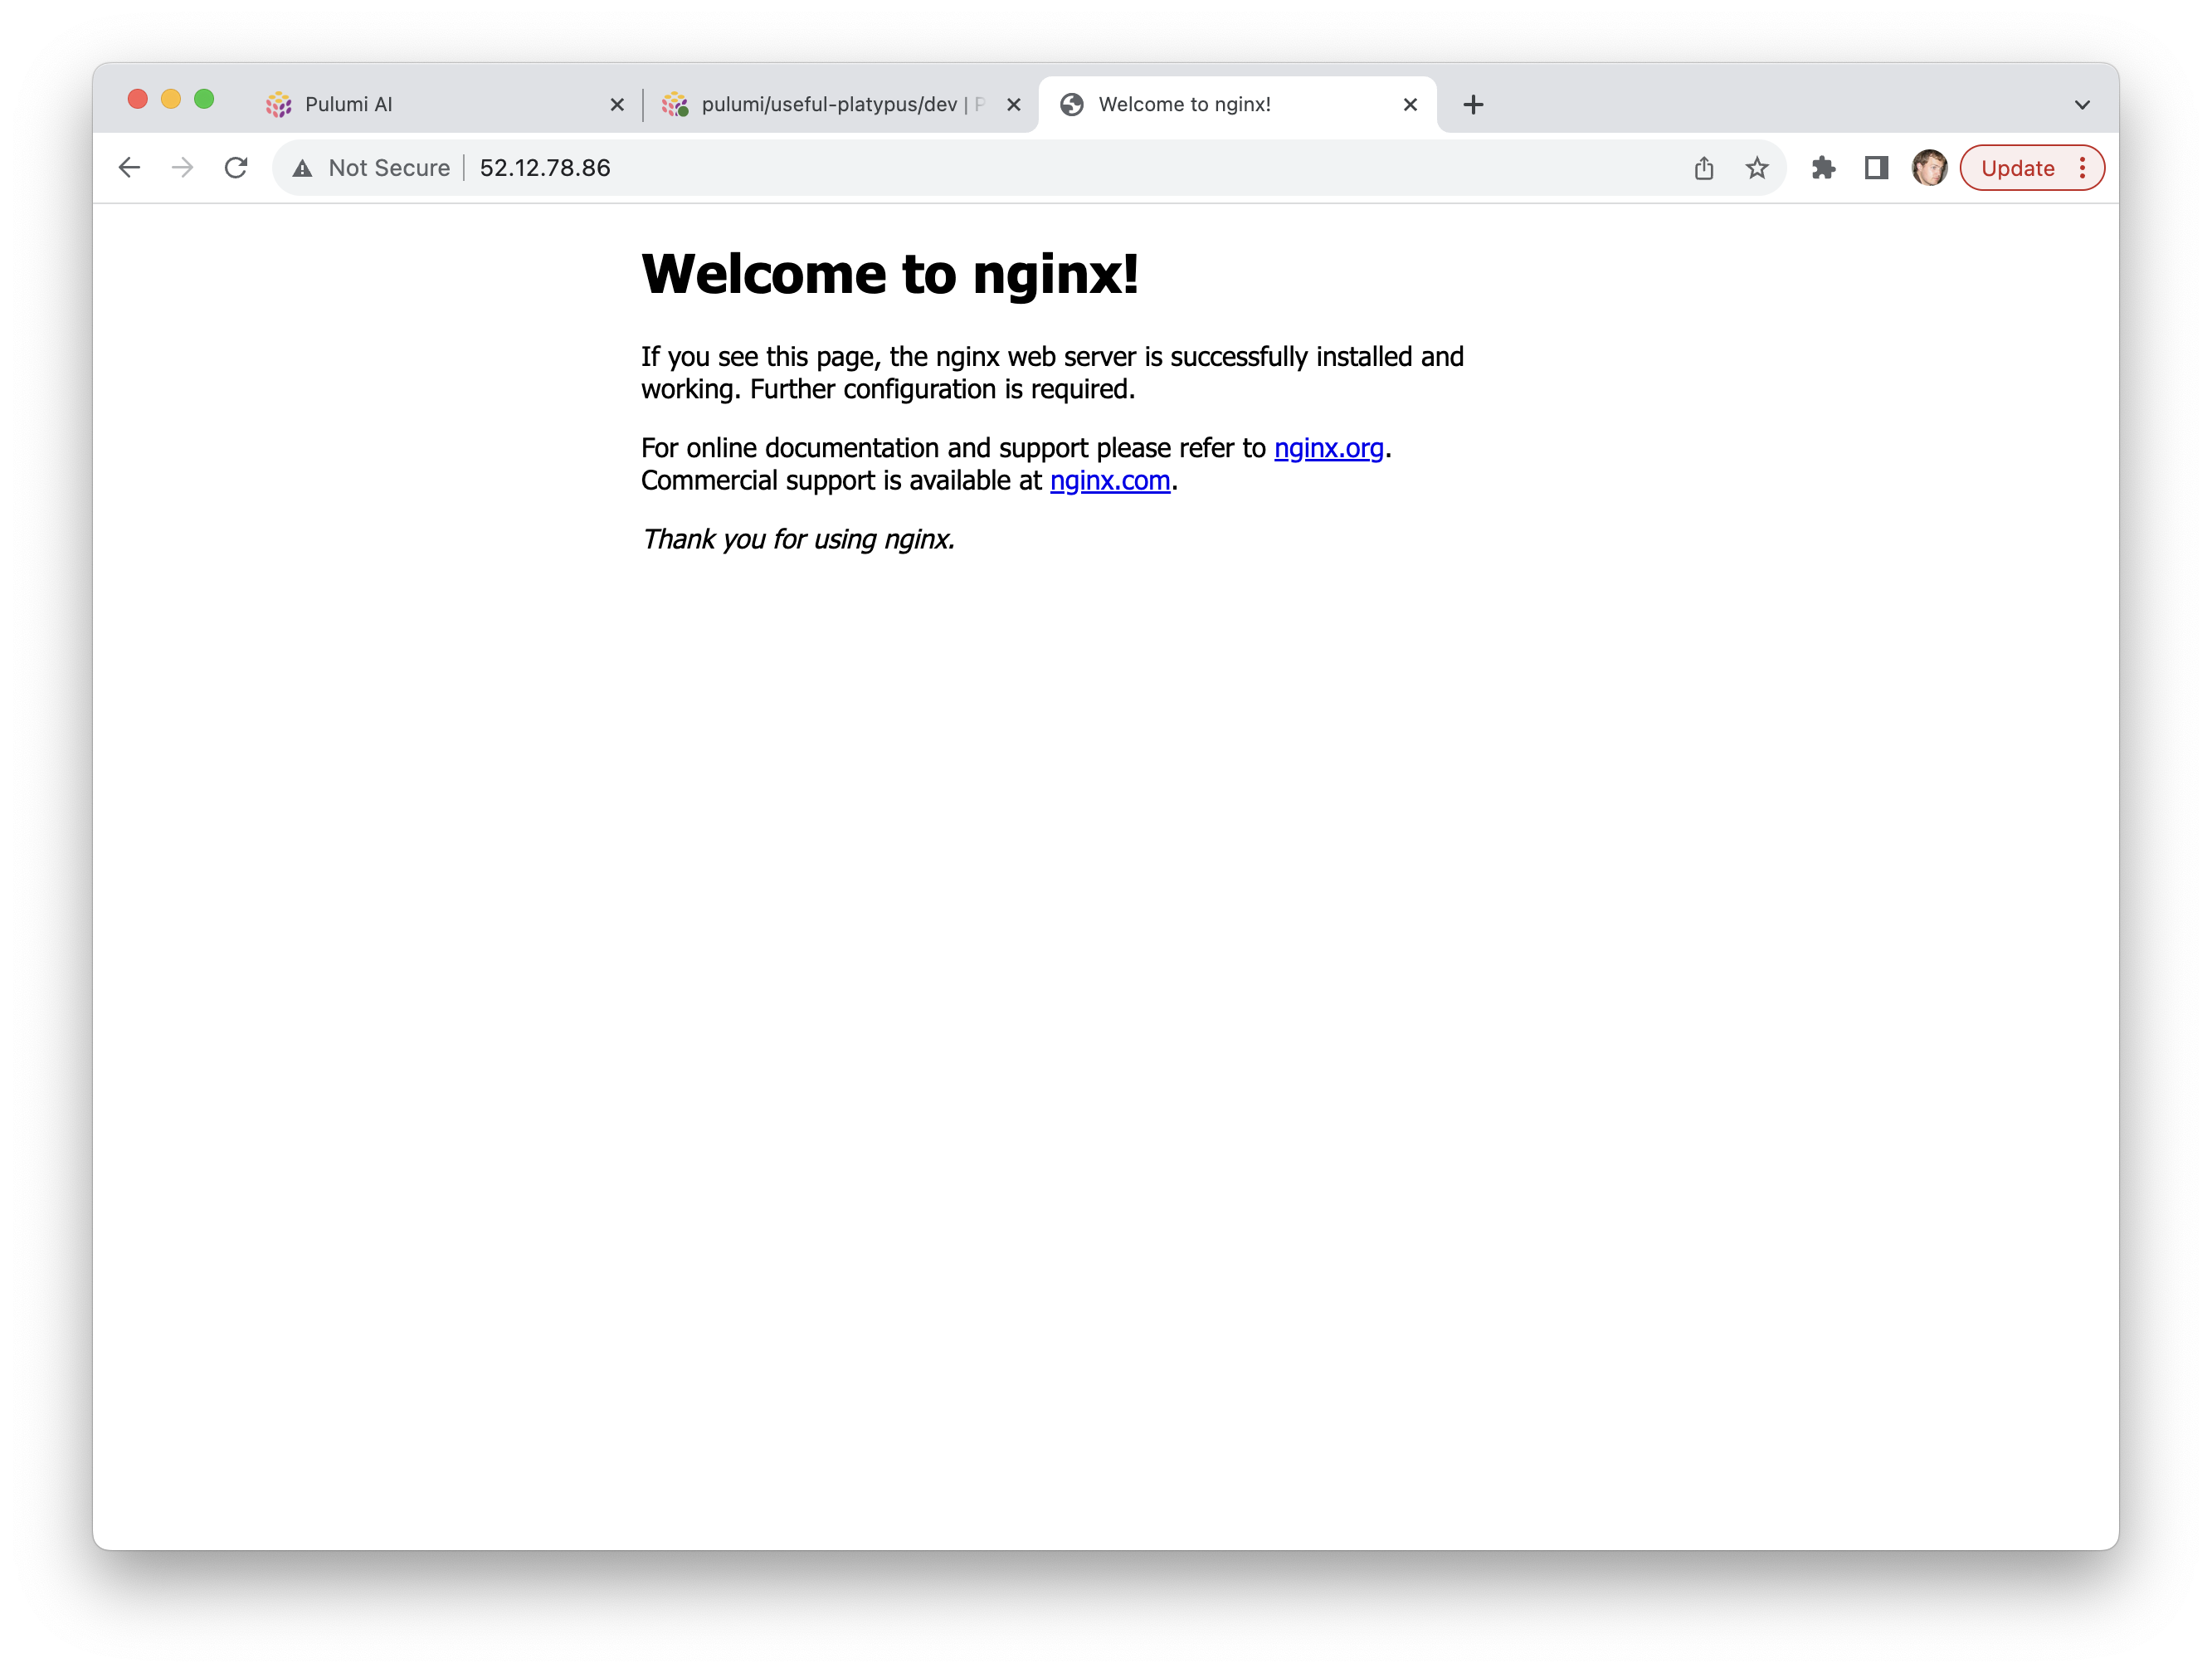 Pulumi AI
pulumi/useful-platypus/dev | P
Welcome to nginx!
Not Secure
52.12.78.86
Update
Welcome to nginx!
If you see this page, the nginx web server is successfully installed and
working. Further configuration is required.
For online documentation and support please refer to nginx.org.
Commercial support is available at nginx.com.
Thank you for using nginx.